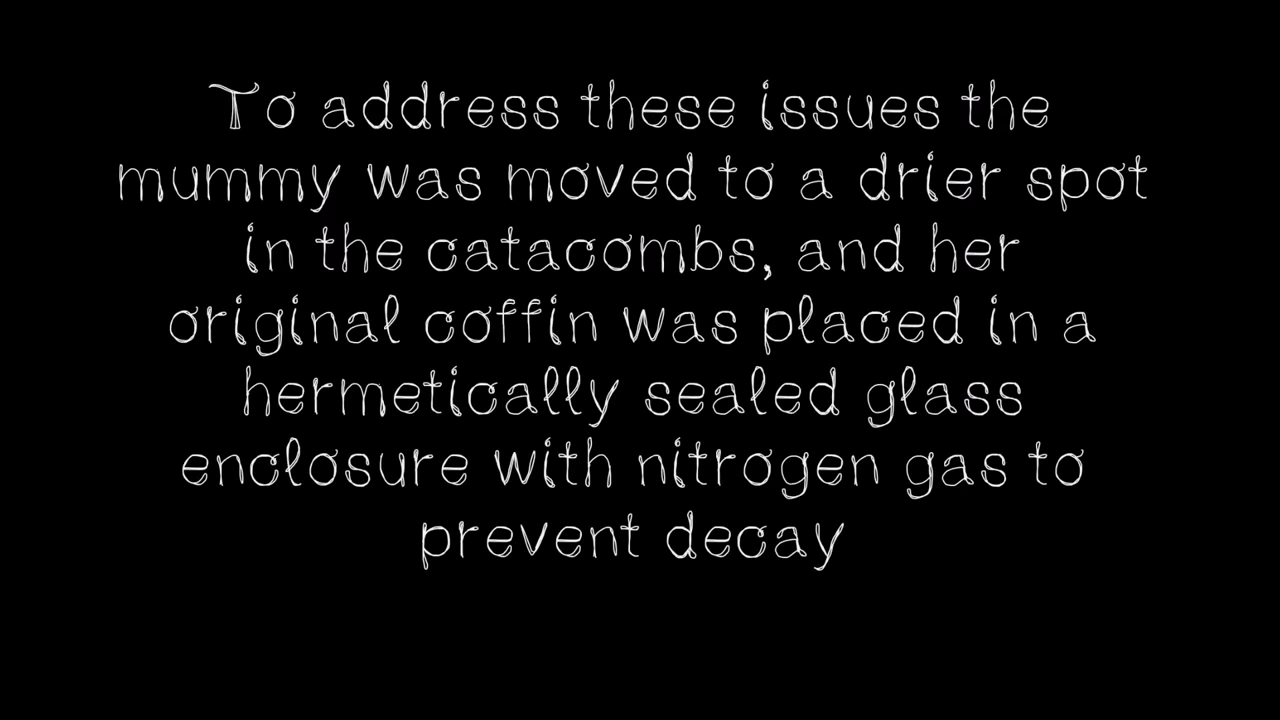 To address these issues the
mummy was moved to a drier spot
in the catacombs, and her
original coffin was placed in a
hermetically sealed glass
enclosure with nitrogen gas to
prevent decay